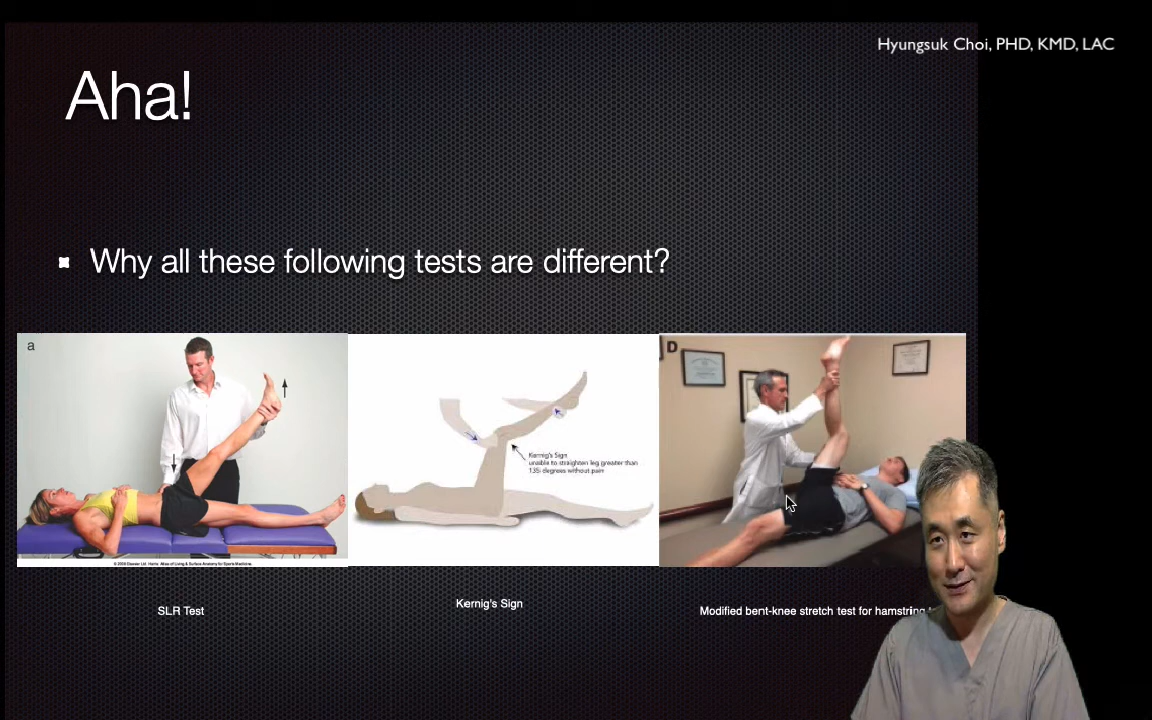 Hyungsuk Choi, PHD, KMD, LAC
Aha!
Why all these following tests are different?
a
Kernig's Sign
unable to straighten leg greater than
135 degrees without pain
D
SLR Test
Kernig's Sign
Modified bent-knee stretch test for hamstring